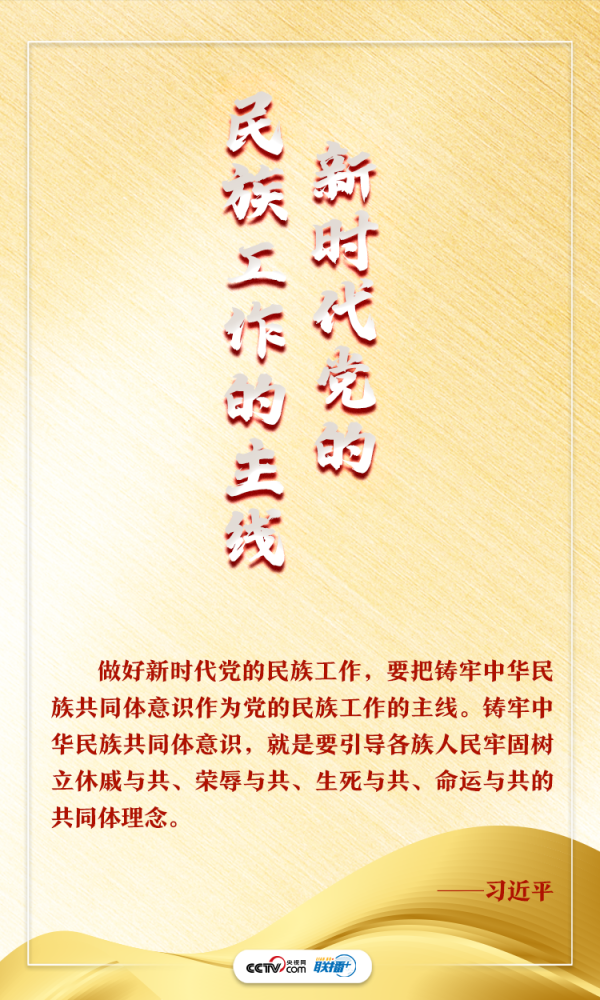 新时代党的
民族工作的主线
做好新时代党的民族工作，要把铸牢中华民
族共同体意识作为党的民族工作的主线。铸牢中
华民族共同体意识，就是要引导各族人民牢固树
立休戚与共、荣辱与共、生死与共、命运与共的
共同体理念。
——习近平
CCTV.com 央视网 联播+